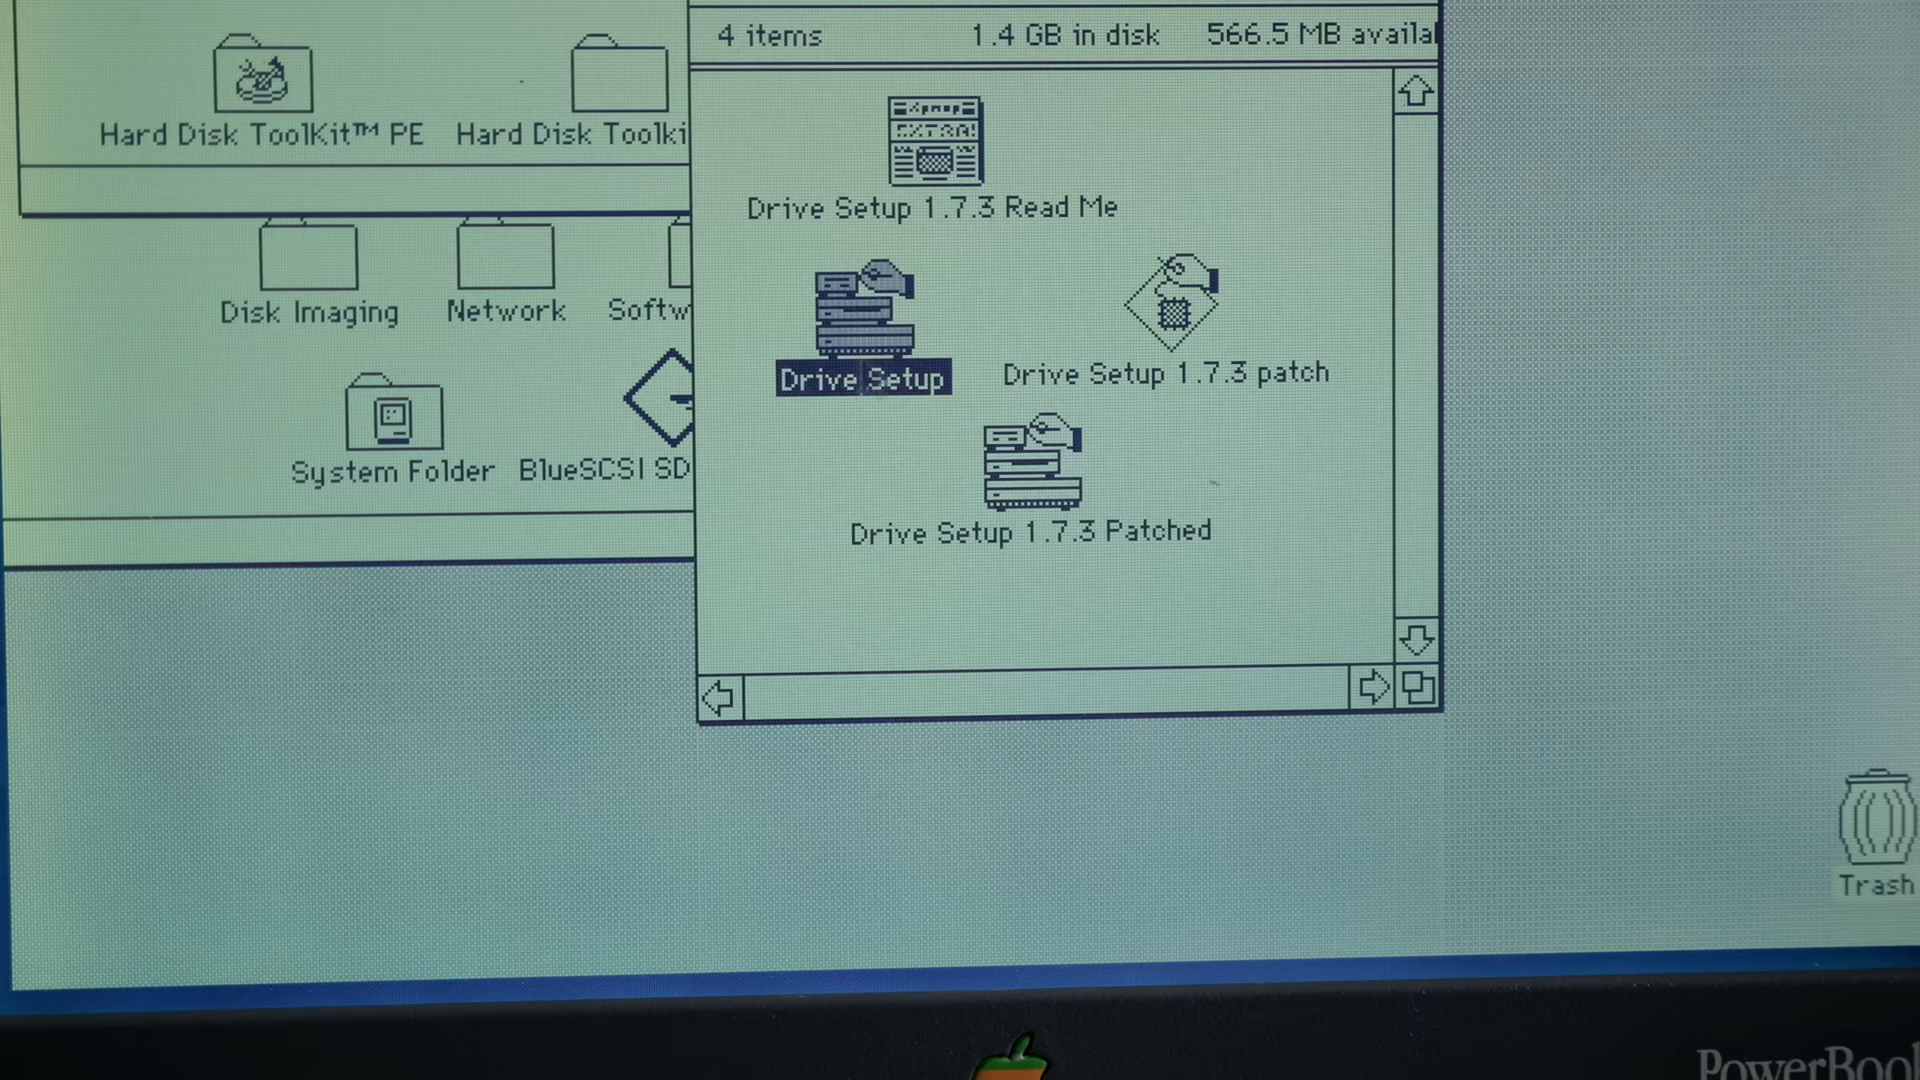 4 items 1.4 GB in disk 566.5 MB availa
Hard Disk ToolKit™ PE Hard Disk Toolki
EXTRA!
Drive Setup 1.7.3 Read Me
Disk Imaging Network Softw
Drive Setup Drive Setup 1.7.3 patch
System Folder BlueSCSI SD
Drive Setup 1.7.3 Patched
Trash
PowerBook